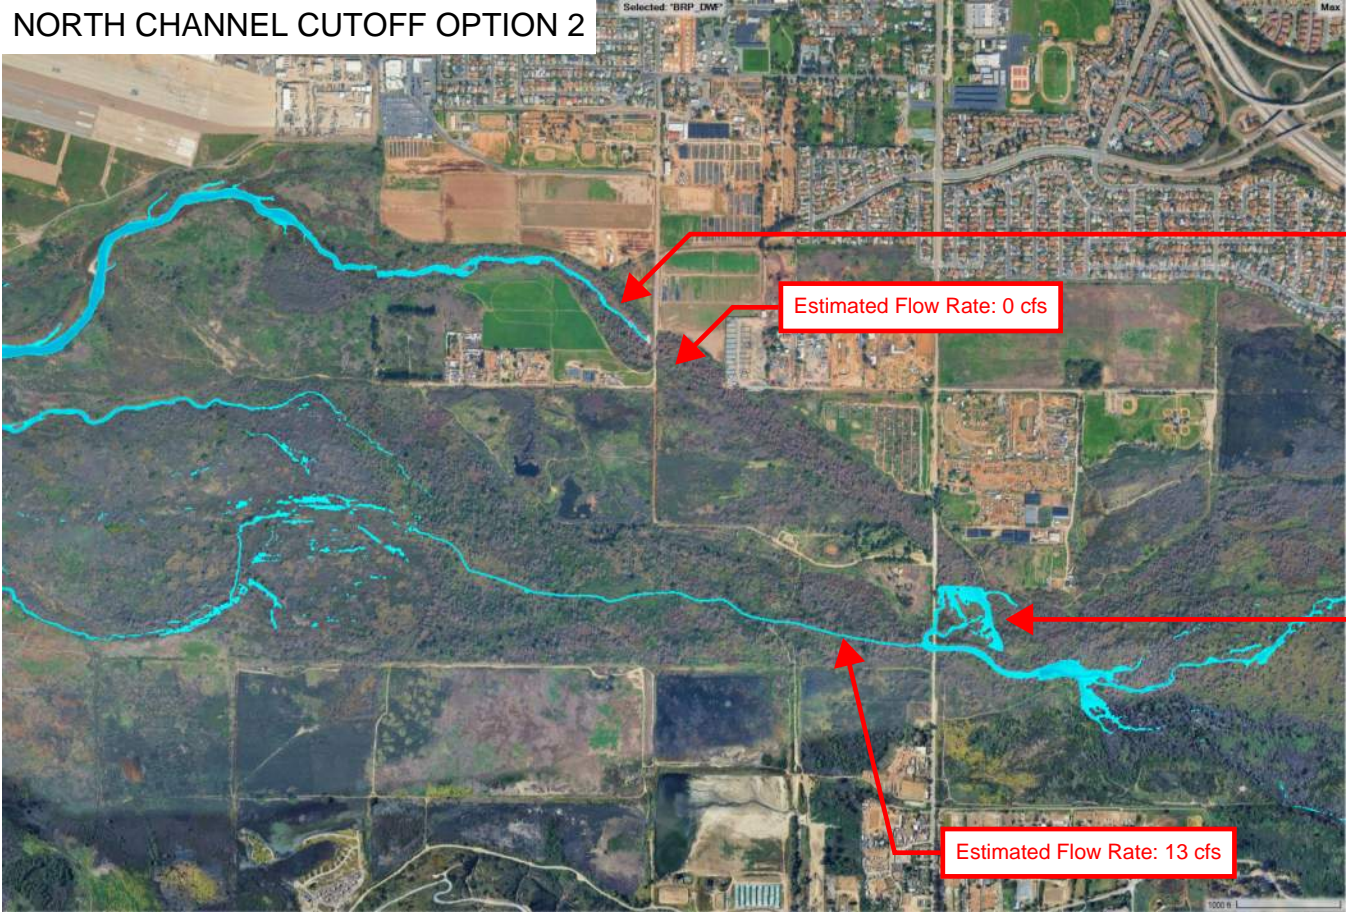 NORTH CHANNEL CUTOFF OPTION 2
Selected: 'BRP_DWF'
Max
Estimated Flow Rate: 0 cfs
Estimated Flow Rate: 13 cfs
1000 ft